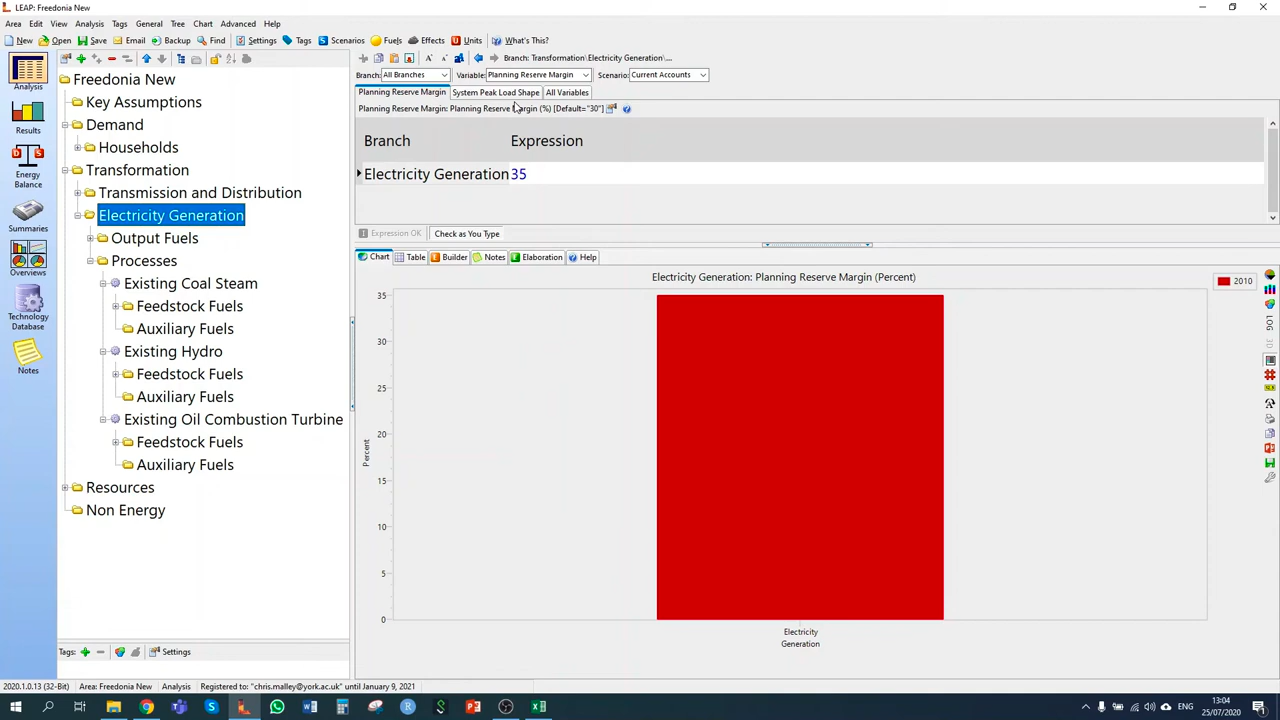 LEAP: Freedonia New
Area Edit View Analysis Tags General Tree Chart Advanced Help
New Open Save Email Backup Find Settings Tags Scenarios Fuels Effects Units What's This?
Branch: Transformation\Electricity Generation\...
Branch: All Branches Variable: Planning Reserve Margin Scenario: Current Accounts
Planning Reserve Margin System Peak Load Shape All Variables
Planning Reserve Margin: Planning Reserve Margin (%) [Default="30"]
Branch Expression
Electricity Generation 35
Expression OK Check as You Type
Chart Table Builder Notes Elaboration Help
Analysis
Results
Energy
Balance
Summaries
Overviews
Technology
Database
Notes
Freedonia New
Key Assumptions
Demand
Households
Transformation
Transmission and Distribution
Electricity Generation
Output Fuels
Processes
Existing Coal Steam
Feedstock Fuels
Auxiliary Fuels
Existing Hydro
Feedstock Fuels
Auxiliary Fuels
Existing Oil Combustion Turbine
Feedstock Fuels
Auxiliary Fuels
Resources
Non Energy
Electricity Generation: Planning Reserve Margin (Percent)
2010
35
30
25
20
15
10
5
0
Percent
Electricity
Generation
LOG
3D
Tags: Settings
2020.1.0.13 (32-Bit) Area: Freedonia New Analysis Registered to: "chris.malley@york.ac.uk" until January 9, 2021
13:04
25/07/2020